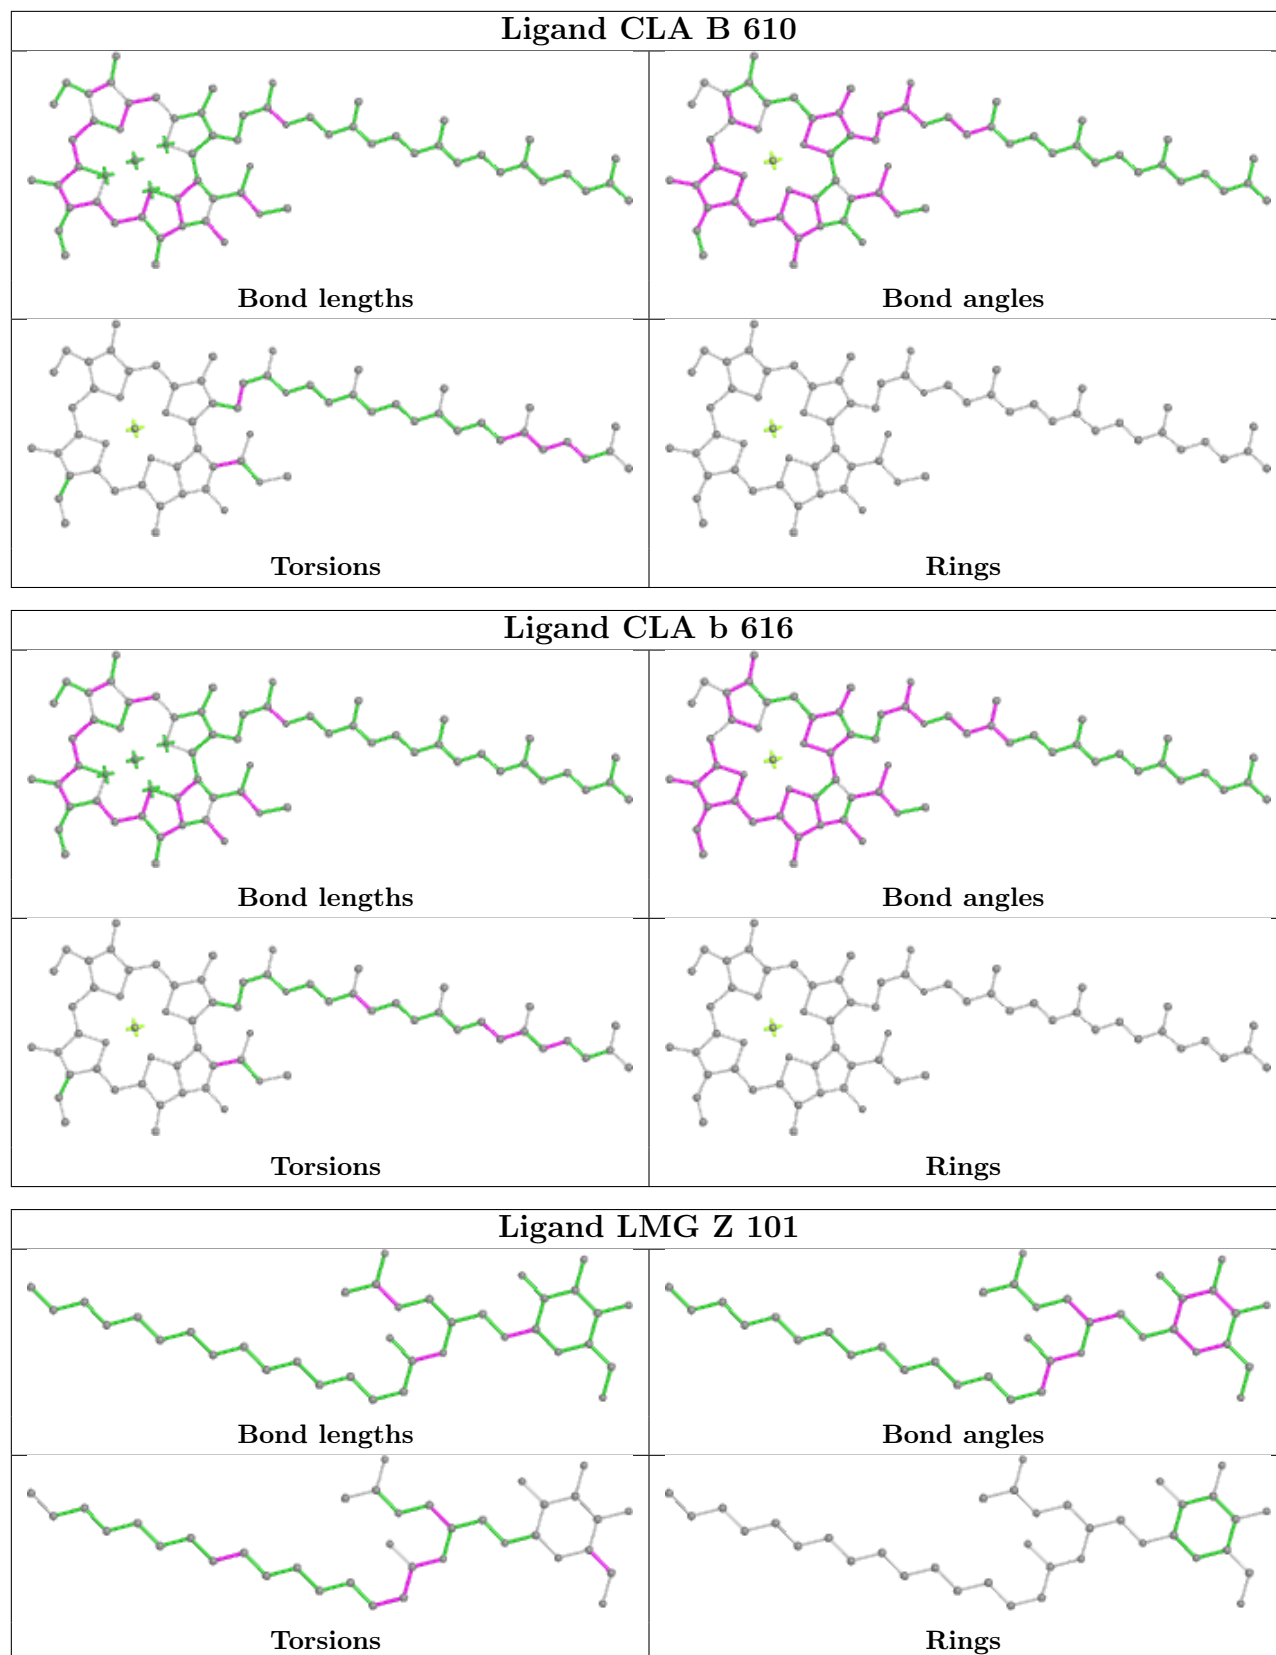 Ligand CLA B 610
Bond lengths
Bond angles
Torsions
Rings
Ligand CLA b 616
Bond lengths
Bond angles
Torsions
Rings
Ligand LMG Z 101
Bond lengths
Bond angles
Torsions
Rings